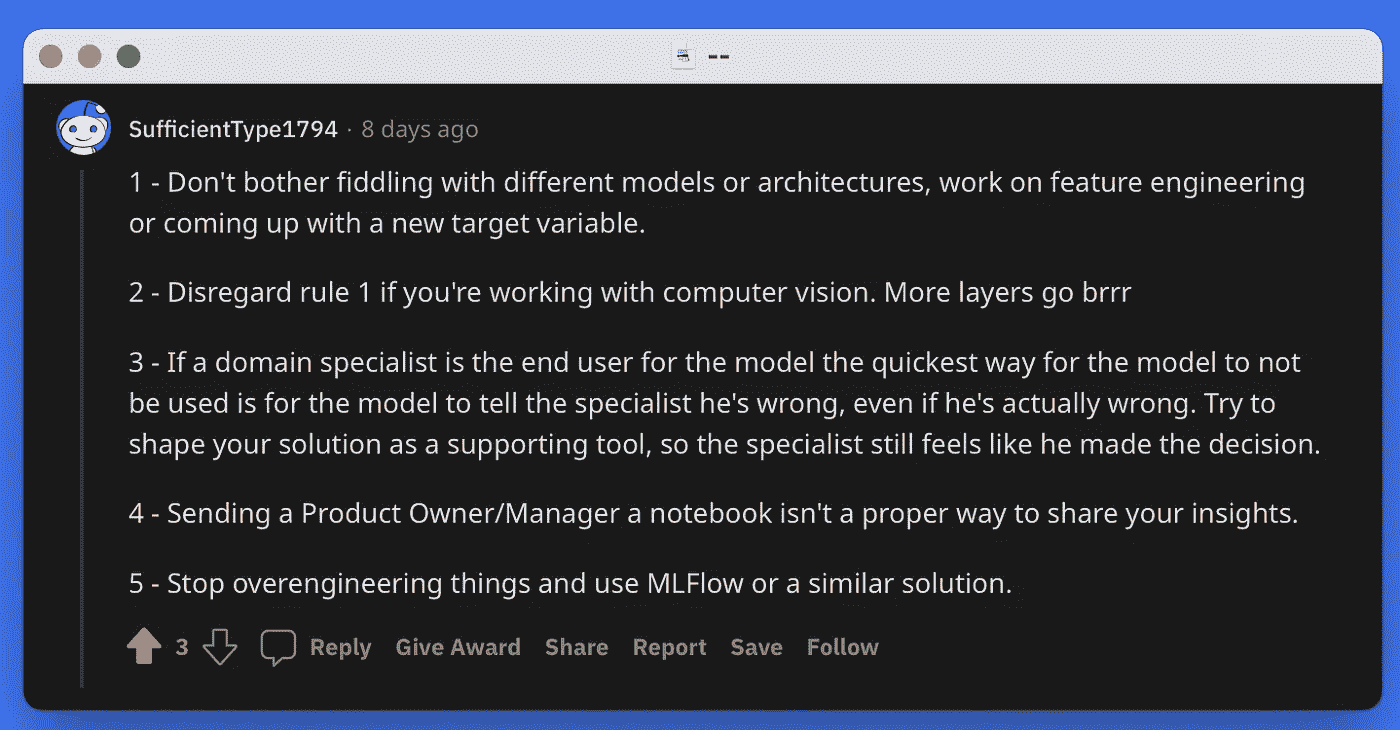 --
SufficientType1794 · 8 days ago
1 - Don't bother fiddling with different models or architectures, work on feature engineering
or coming up with a new target variable.
2 - Disregard rule 1 if you're working with computer vision. More layers go brrr
3 - If a domain specialist is the end user for the model the quickest way for the model to not
be used is for the model to tell the specialist he's wrong, even if he's actually wrong. Try to
shape your solution as a supporting tool, so the specialist still feels like he made the decision.
4 - Sending a Product Owner/Manager a notebook isn't a proper way to share your insights.
5 - Stop overengineering things and use MLFlow or a similar solution.
3 Reply Give Award Share Report Save Follow